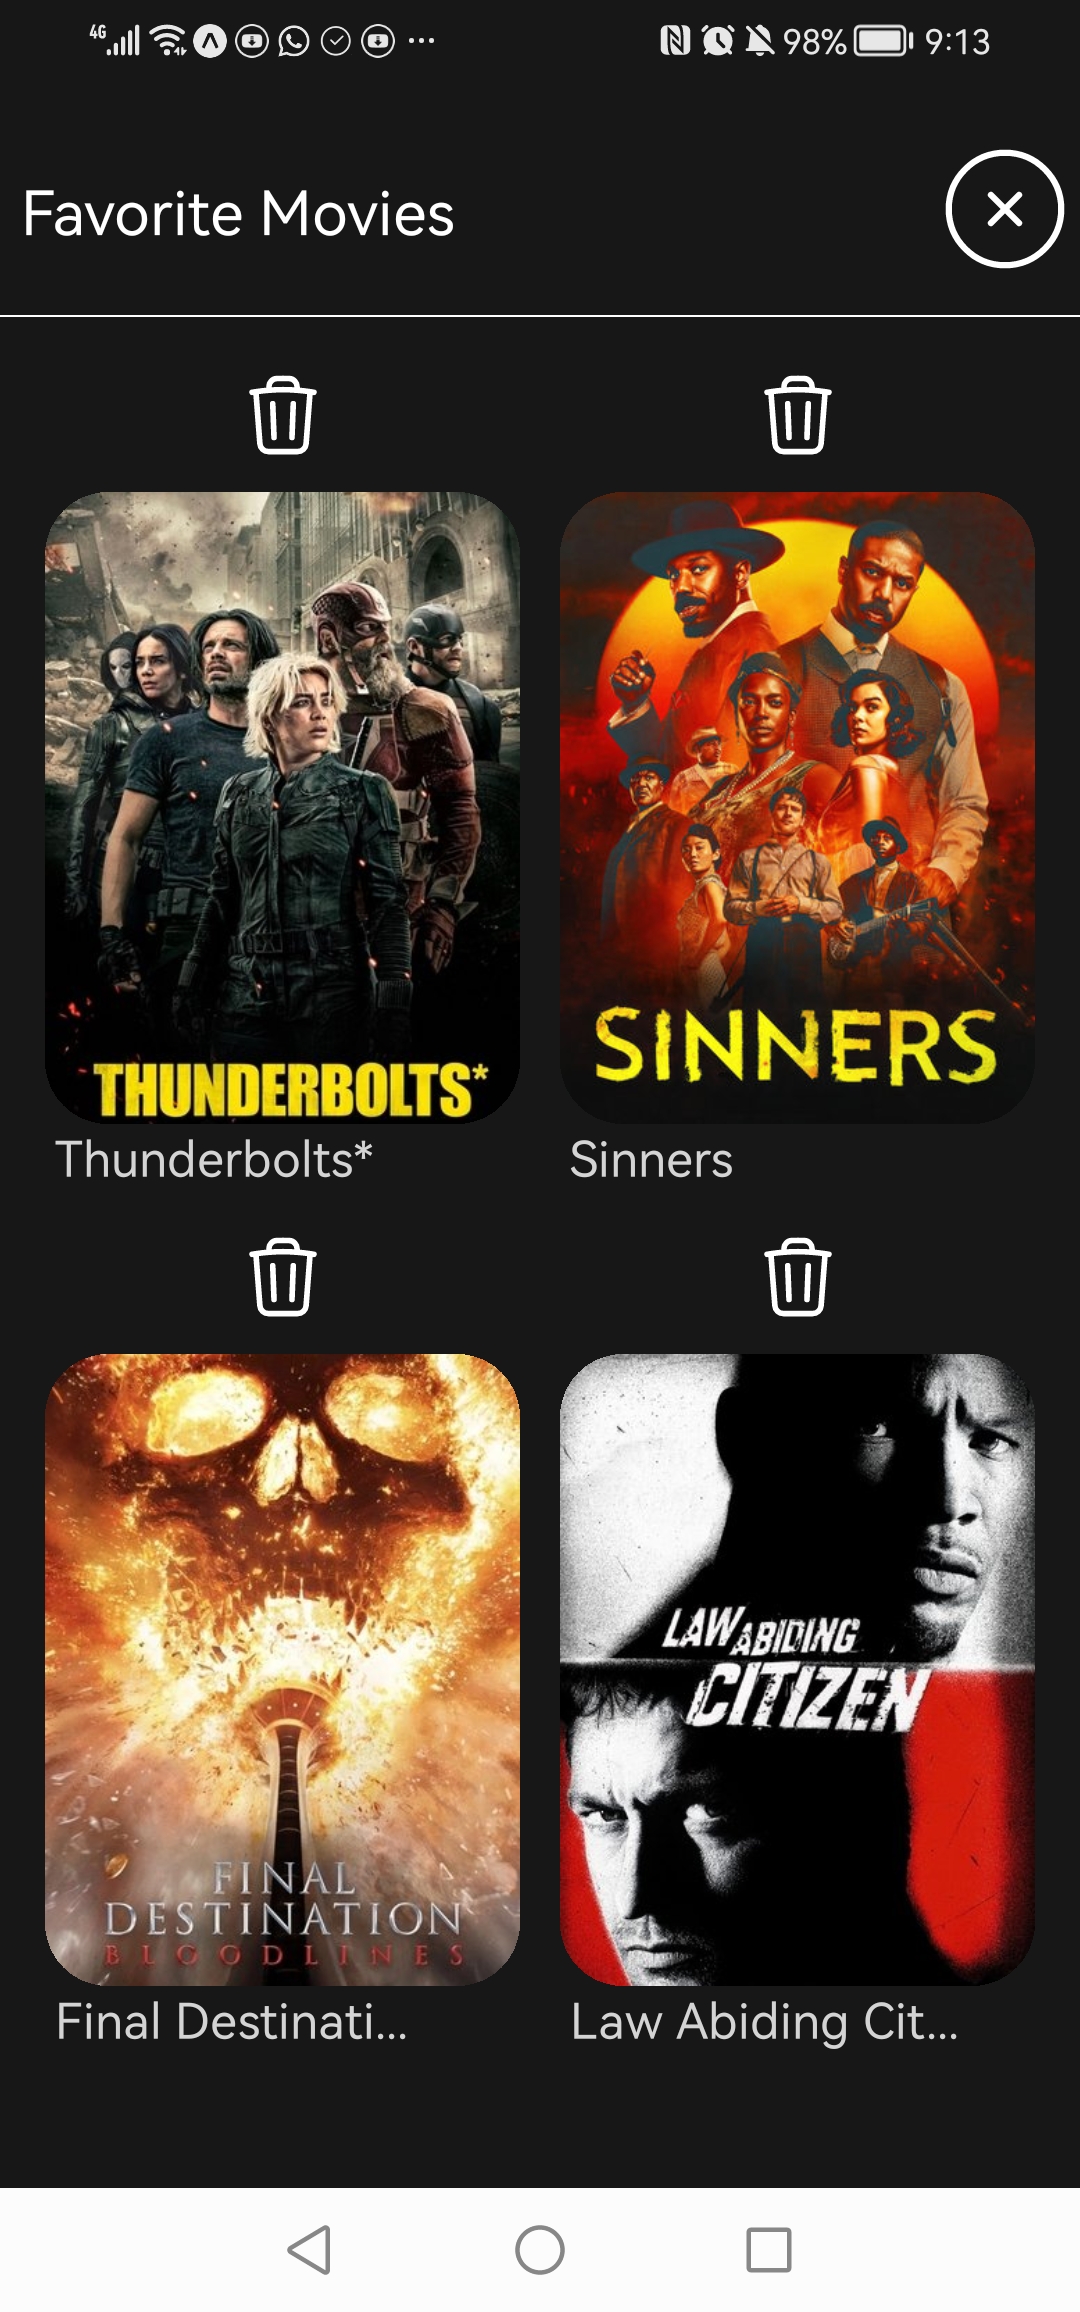 4G 98% 9:13
Favorite Movies
THUNDERBOLTS*
SINNERS
Thunderbolts*
Sinners
LAW ABIDING
CITIZEN
FINAL
DESTINATION
BLOODLINES
Final Destinati...
Law Abiding Cit...